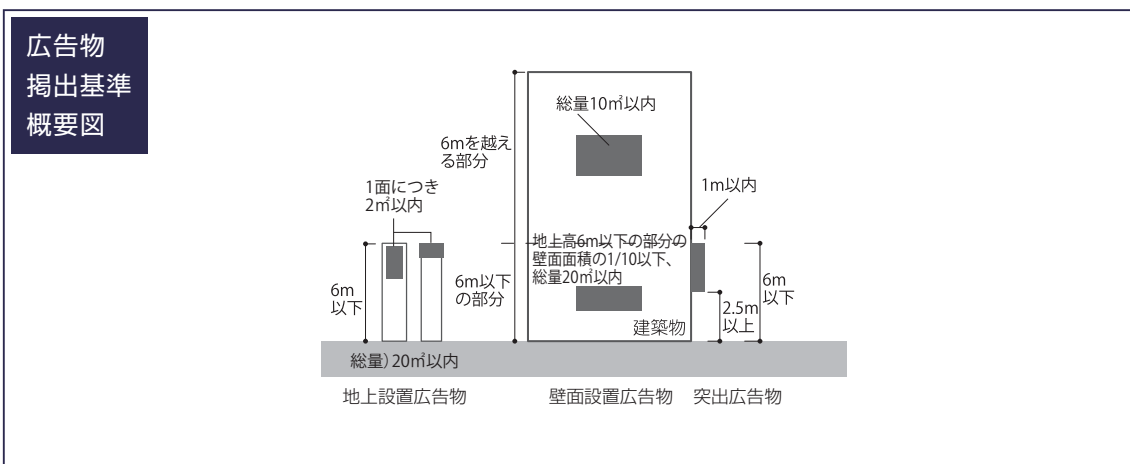 広告物
掲出基準
概要図
総量10㎡以内
6mを越え
る部分
1m以内
1面につき
2㎡以内
地上高6m以下の部分の
壁面面積の1/10以下、
総量20㎡以内
6m
以下
6m以下
の部分
2.5m
以上
6m
以下
建築物
総量）20㎡以内
地上設置広告物
壁面設置広告物
突出広告物